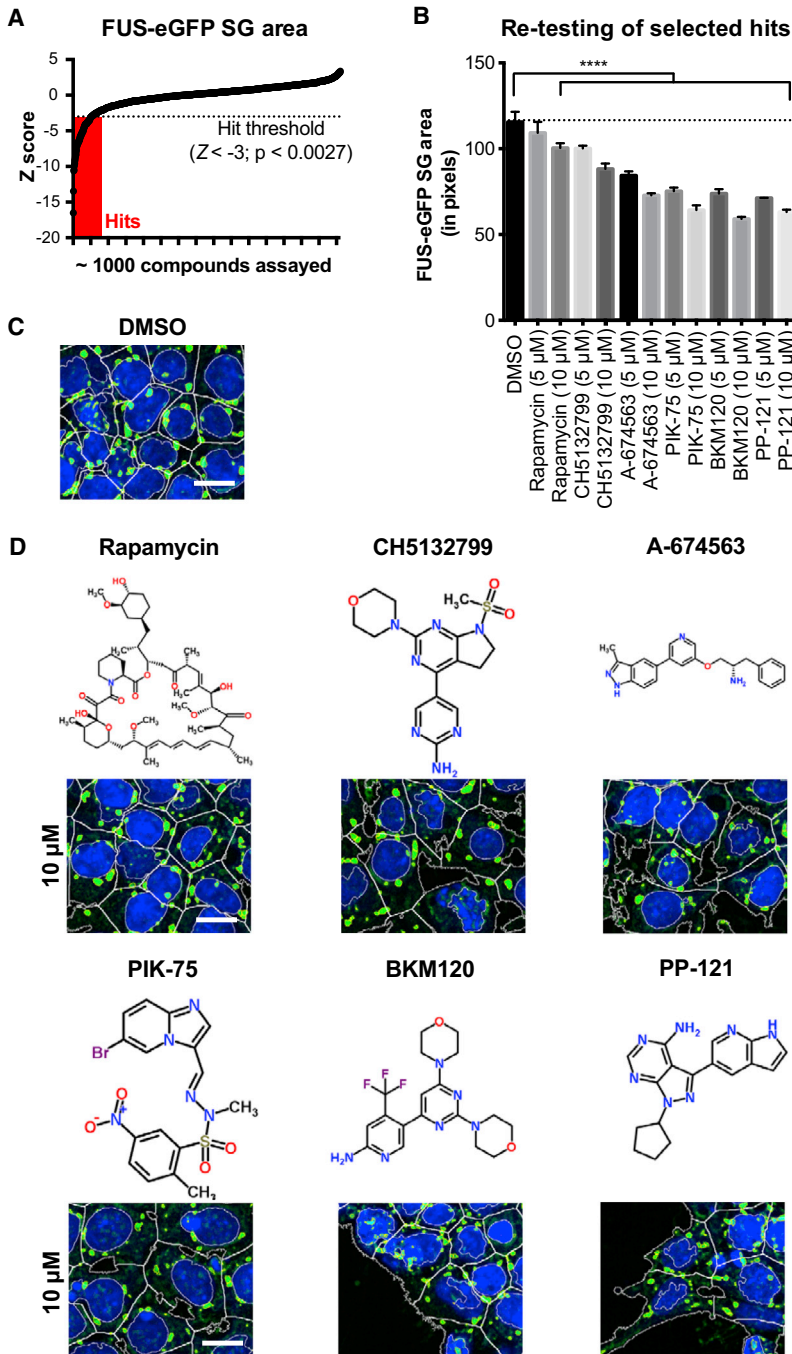 A
FUS-eGFP SG area
5
0
-5
-10
-15
-20
Z score
Hit threshold
(Z < -3; p < 0.0027)
Hits
~ 1000 compounds assayed
B
Re-testing of selected hits
150
100
50
0
FUS-eGFP SG area
(in pixels)
****
DMSO
Rapamycin (5 µM)
Rapamycin (10 µM)
CH5132799 (5 µM)
CH5132799 (10 µM)
A-674563 (5 µM)
A-674563 (10 µM)
PIK-75 (5 µM)
PIK-75 (10 µM)
BKM120 (5 µM)
BKM120 (10 µM)
PP-121 (5 µM)
PP-121 (10 µM)
C
DMSO
D
Rapamycin
CH5132799
A-674563
10 µM
PIK-75
BKM120
PP-121
10 µM